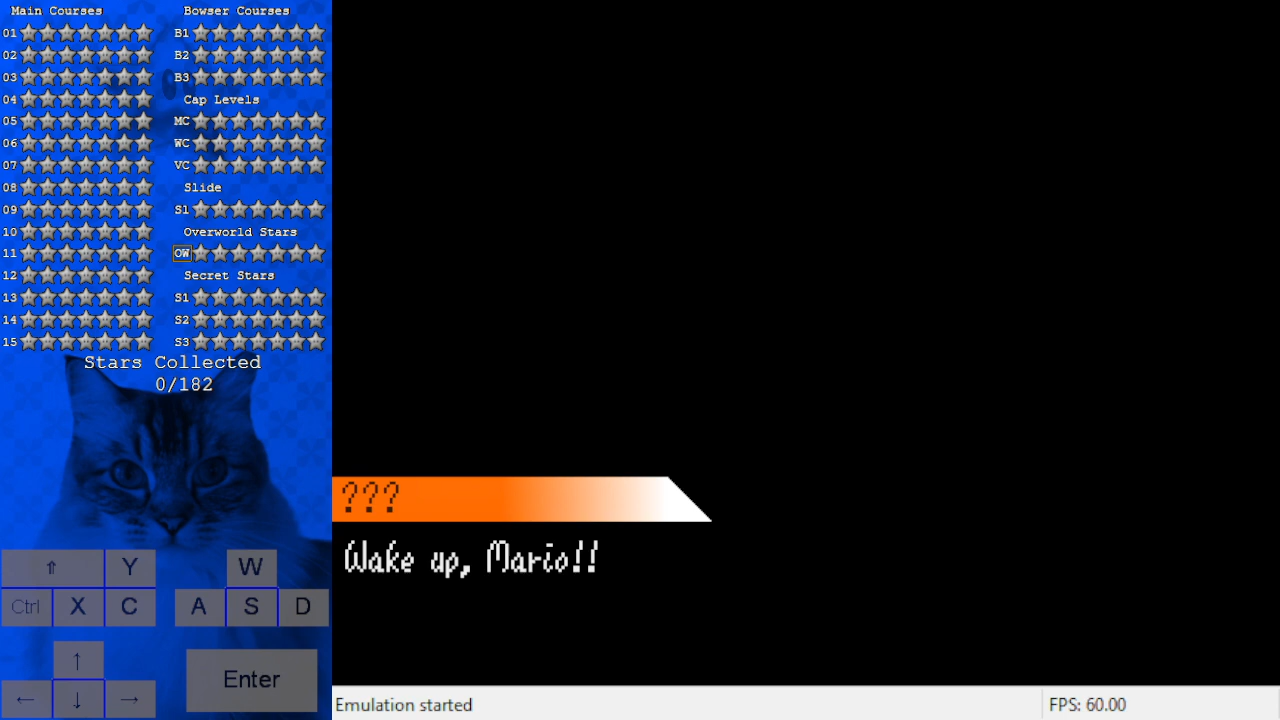 Main Courses
01
02
03
04
05
06
07
08
09
10
11
12
13
14
15
Bowser Courses
B1
B2
B3
Cap Levels
MC
WC
VC
Slide
S1
Overworld Stars
OW
Secret Stars
S1
S2
S3
Stars Collected
0/182
⇑ Y W
Ctrl X C A S D
↑
← ↓ → Enter
???
Wake up, Mario!!
Emulation started
FPS: 60.00